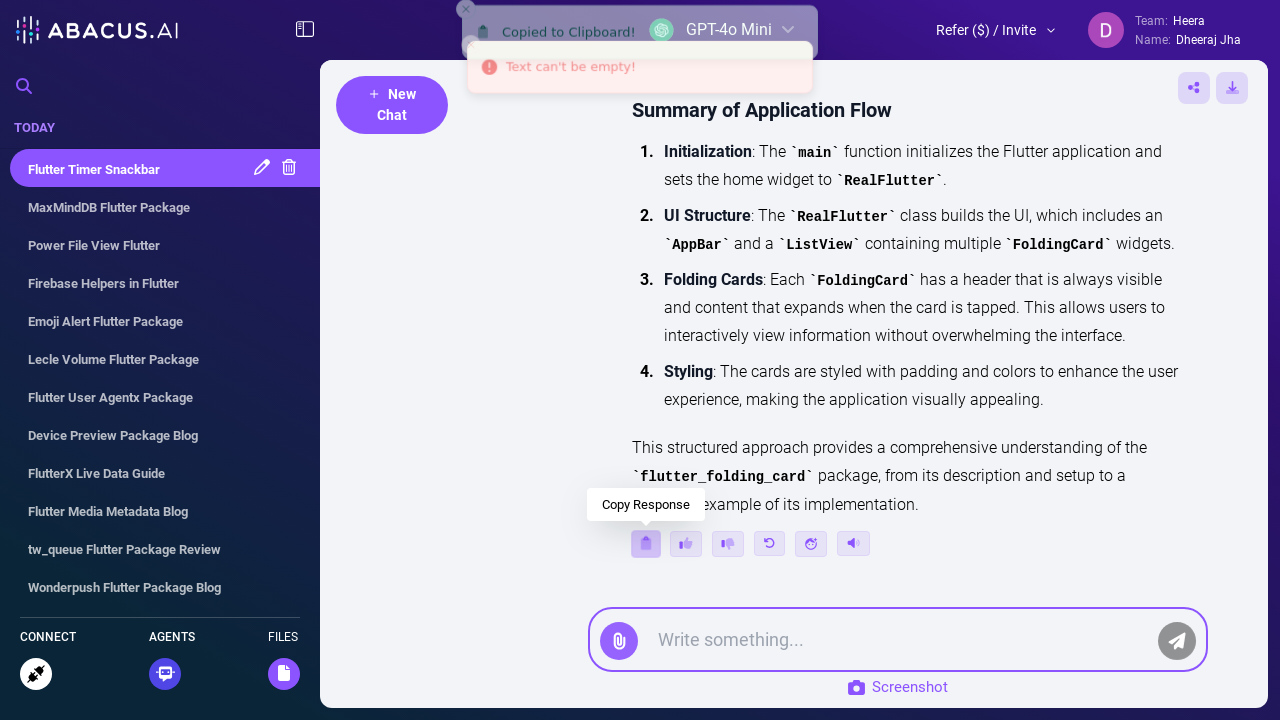 ABACUS.AI
Copied to Clipboard!
GPT-4o Mini
Text can't be empty!
Refer ($) / Invite
D
Team: Heera
Name: Dheeraj Jha
TODAY
Flutter Timer Snackbar
MaxMindDB Flutter Package
Power File View Flutter
Firebase Helpers in Flutter
Emoji Alert Flutter Package
Lecle Volume Flutter Package
Flutter User Agentx Package
Device Preview Package Blog
FlutterX Live Data Guide
Flutter Media Metadata Blog
tw_queue Flutter Package Review
Wonderpush Flutter Package Blog
CONNECT
AGENTS
FILES
+ New
Chat
Summary of Application Flow
1. Initialization: The `main` function initializes the Flutter application and
sets the home widget to `RealFlutter`.
2. UI Structure: The `RealFlutter` class builds the UI, which includes an
`AppBar` and a `ListView` containing multiple `FoldingCard` widgets.
3. Folding Cards: Each `FoldingCard` has a header that is always visible
and content that expands when the card is tapped. This allows users to
interactively view information without overwhelming the interface.
4. Styling: The cards are styled with padding and colors to enhance the user
experience, making the application visually appealing.
This structured approach provides a comprehensive understanding of the
`flutter_folding_card` package, from its description and setup to a
example of its implementation.
Copy Response
Write something...
Screenshot